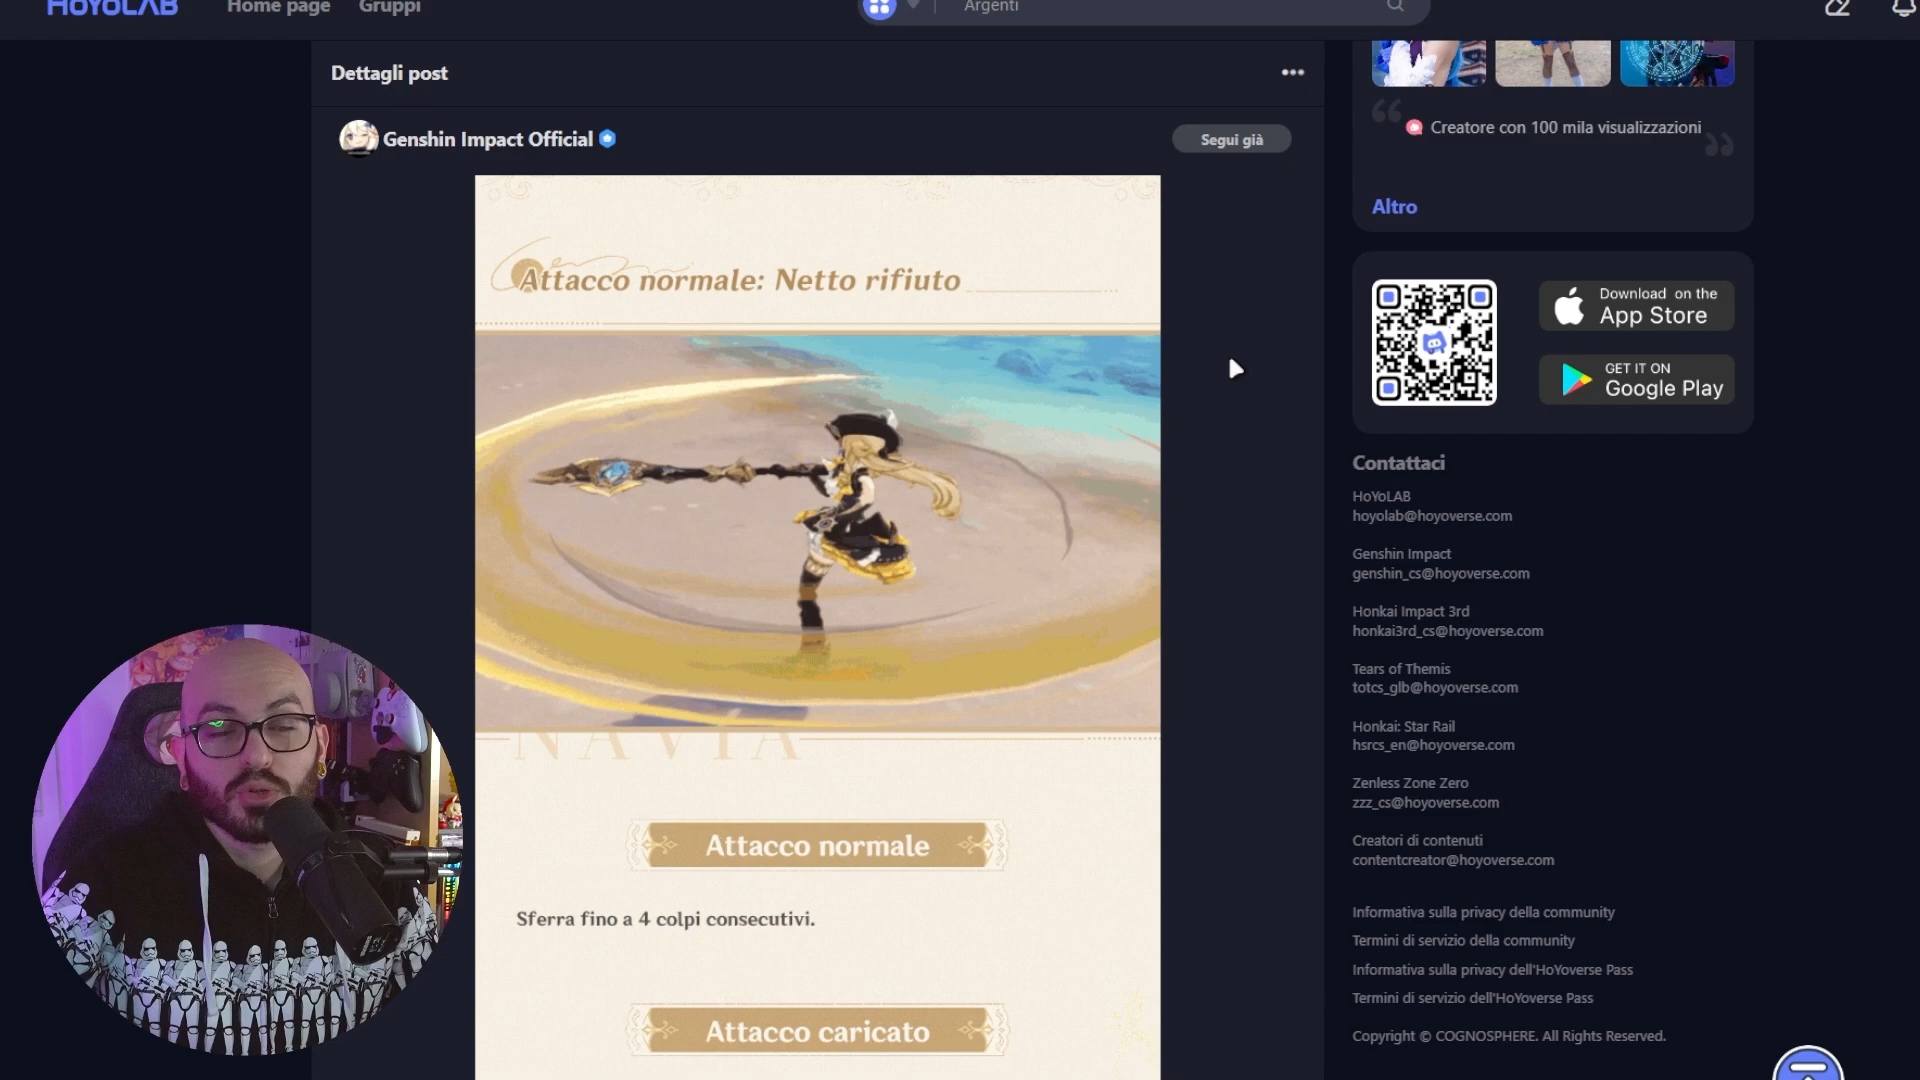 HOYOLAB
Home page
Gruppi
Argenti
Dettagli post
Genshin Impact Official
Segui già
Attacco normale: Netto rifiuto
NAVIA
Attacco normale
Sferra fino a 4 colpi consecutivi.
Attacco caricato
Creatore con 100 mila visualizzazioni
Altro
Download on the
App Store
GET IT ON
Google Play
Contattaci
HoYoLAB
hoyolab@hoyoverse.com
Genshin Impact
genshin_cs@hoyoverse.com
Honkai Impact 3rd
honkai3rd_cs@hoyoverse.com
Tears of Themis
totcs_glb@hoyoverse.com
Honkai: Star Rail
hsrcs_en@hoyoverse.com
Zenless Zone Zero
zzz_cs@hoyoverse.com
Creatori di contenuti
contentcreator@hoyoverse.com
Informativa sulla privacy della community
Termini di servizio della community
Informativa sulla privacy dell'HoYoverse Pass
Termini di servizio dell'HoYoverse Pass
Copyright © COGNOSPHERE. All Rights Reserved.